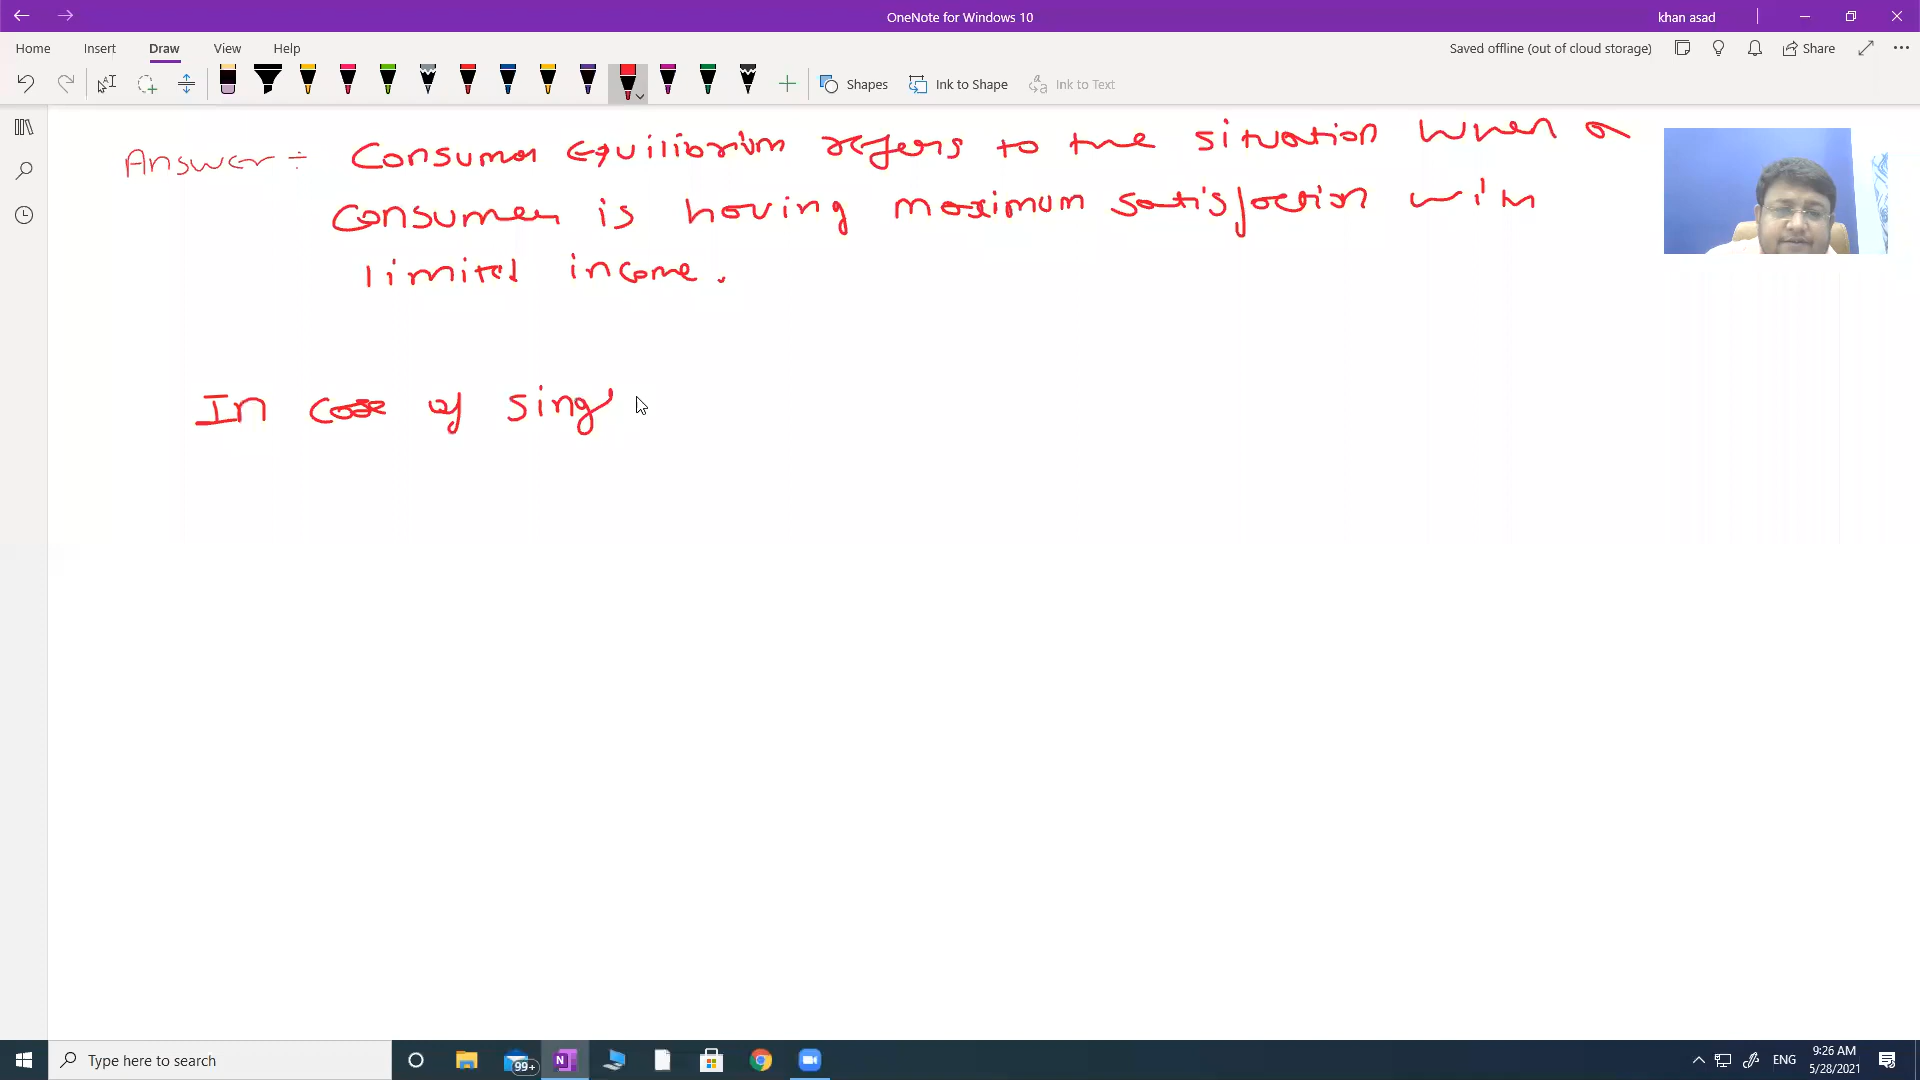 OneNote for Windows 10
khan asad
Home Insert Draw View Help
Saved offline (out of cloud storage)
Share
Shapes
Ink to Shape
Ink to Text
Answer :- Consumer equilibrium refers to the situation when a
consumer is having maximum satisfaction with
limited income.
In case of sing
Type here to search
99+
ENG
9:26 AM
5/28/2021